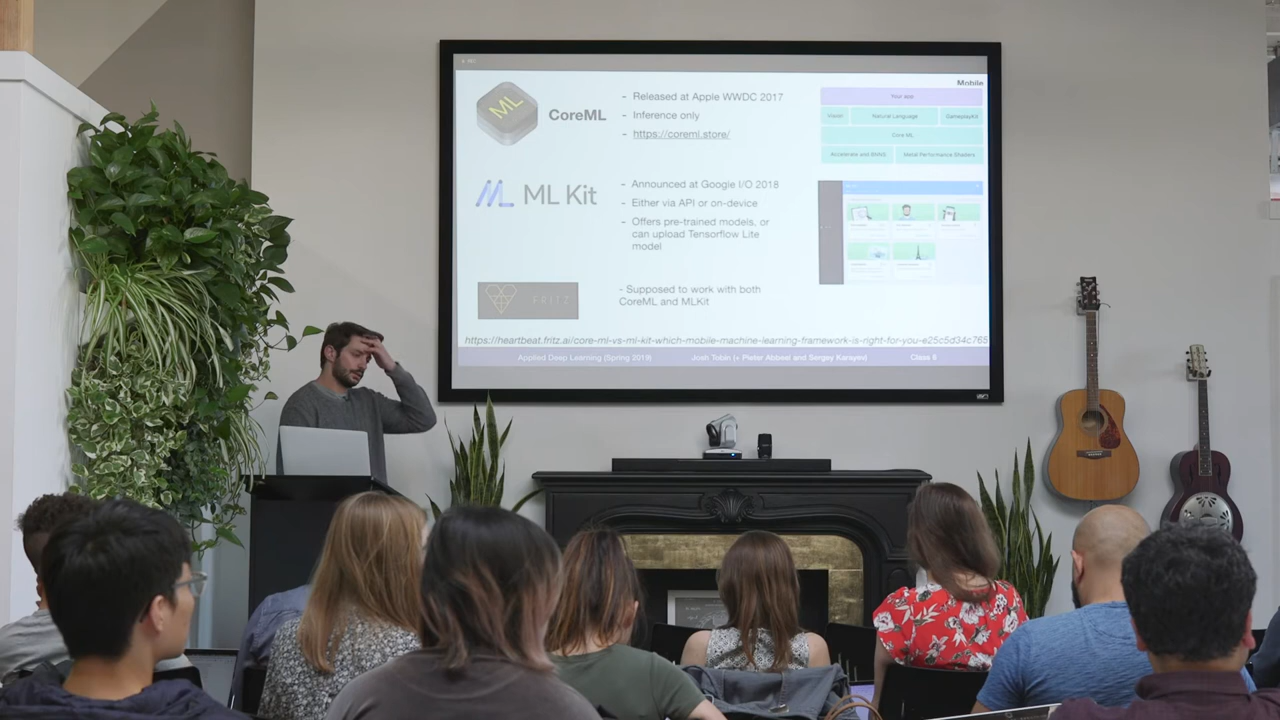 Mobile
ML
CoreML
- Released at Apple WWDC 2017
- Inference only
- https://coreml.store/
Your app
Vision
Natural Language
GameplayKit
Core ML
Accelerate and BNNS
Metal Performance Shaders
ML Kit
- Announced at Google I/O 2018
- Either via API or on-device
- Offers pre-trained models, or
can upload Tensorflow Lite
model
FRITZ
- Supposed to work with both
CoreML and MLKit
https://heartbeat.fritz.ai/core-ml-vs-ml-kit-which-mobile-machine-learning-framework-is-right-for-you-e25c5d34c765
Applied Deep Learning (Spring 2019)
Josh Tobin (+ Pieter Abbeel and Sergey Karayev)
Class 8
YAMAHA